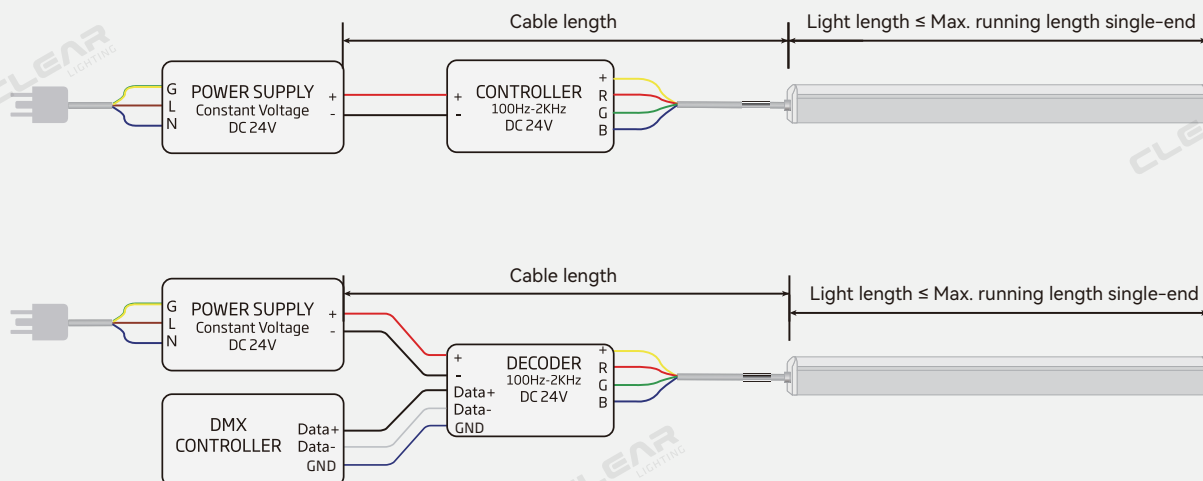 Cable length
Light length ≤ Max. running length single-end
CLEAR
LIGHTING
G
L
N
POWER SUPPLY
Constant Voltage
DC 24V
+
-
+
-
CONTROLLER
100Hz-2KHz
DC 24V
+
R
G
B
CLE
Cable length
Light length ≤ Max. running length single-end
G
L
N
POWER SUPPLY
Constant Voltage
DC 24V
+
-
+
-
Data+
Data-
GND
DECODER
100Hz-2KHz
DC 24V
+
R
G
B
DMX
CONTROLLER
Data+
Data-
GND
CLEAR
LIGHTING